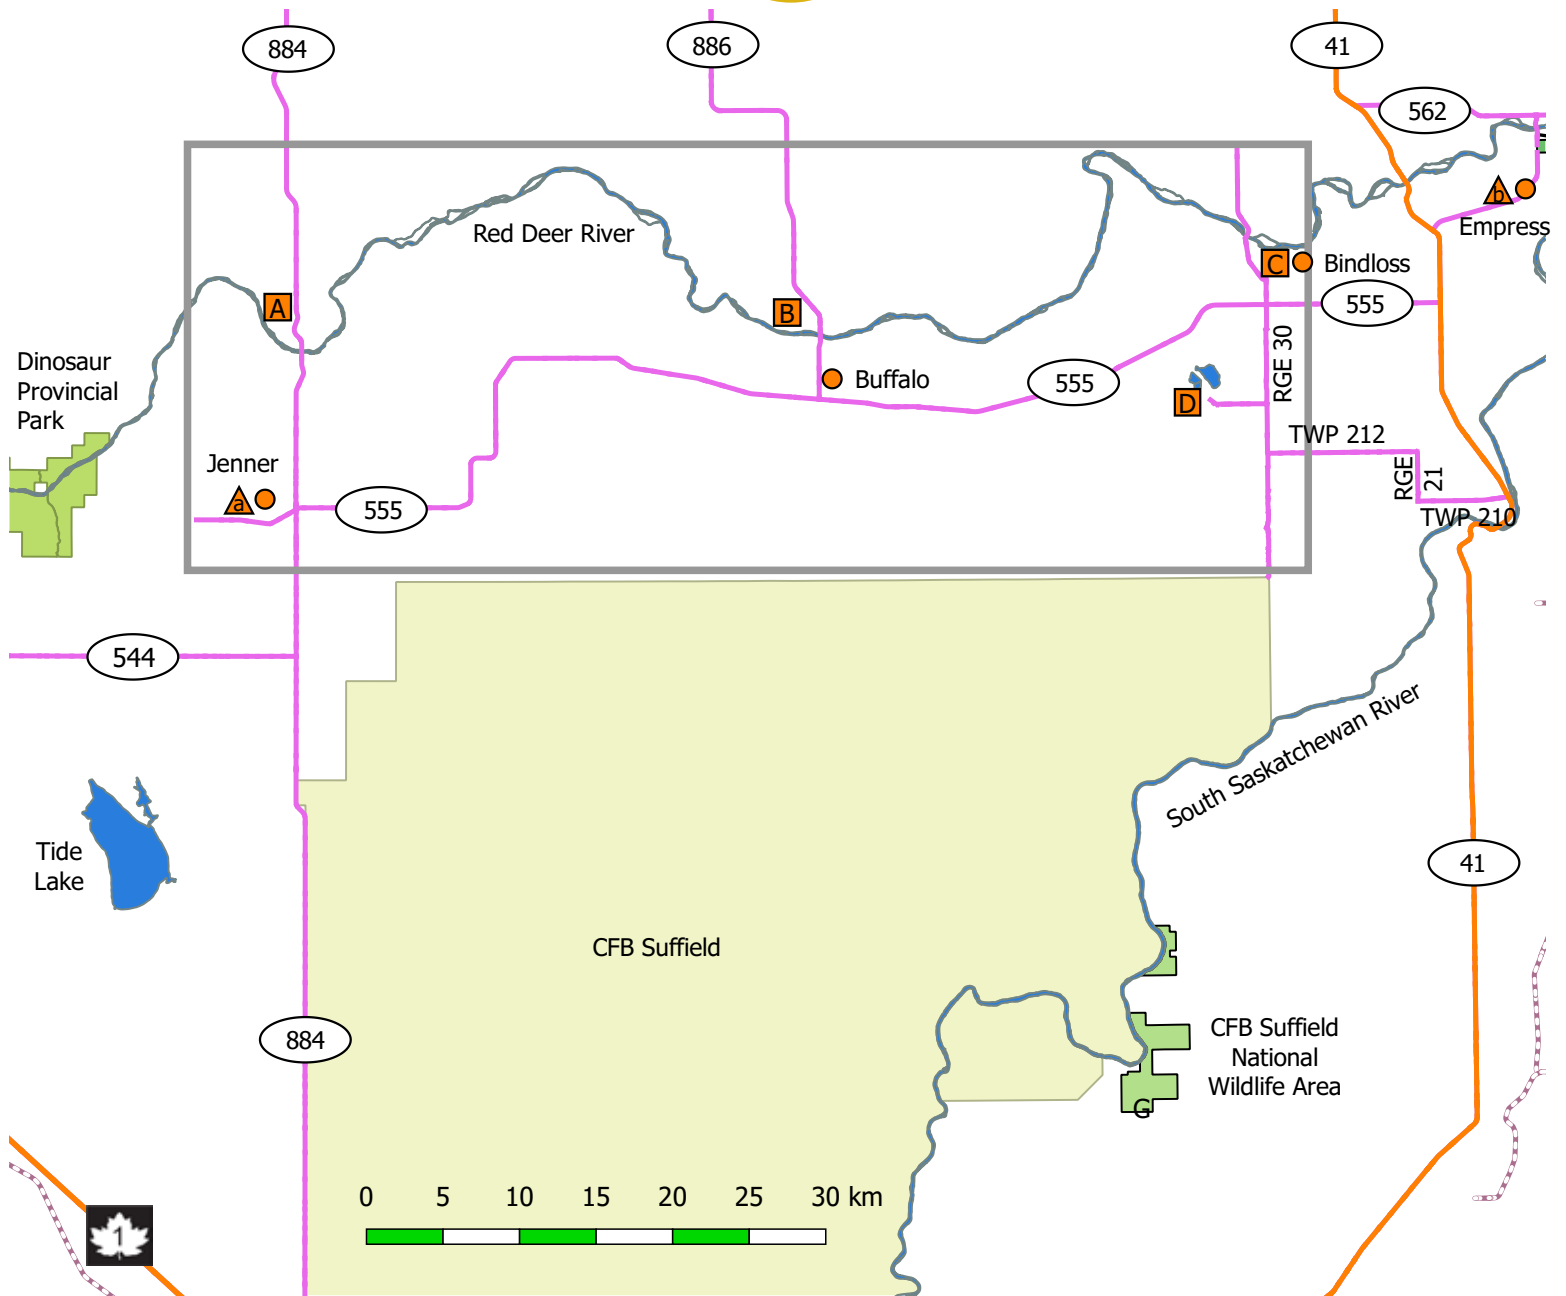 884
886
41
562
b
Empress
Red Deer River
C
Bindloss
A
B
555
RGE 30
Dinosaur
Provincial
Park
Buffalo
555
D
TWP 212
Jenner
a
555
RGE
21
TWP 210
544
South Saskatchewan River
Tide
Lake
41
CFB Suffield
884
CFB Suffield
National
Wildlife Area
G
0 5 10 15 20 25 30 km
1